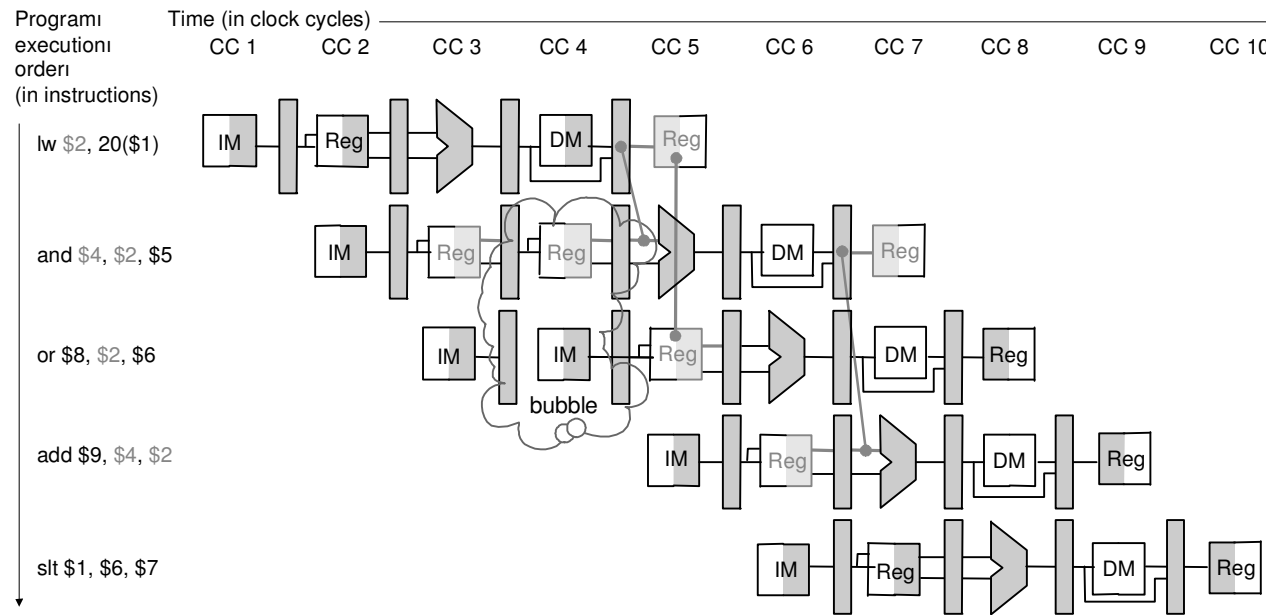 Programı Time (in clock cycles)
executionı CC 1 CC 2 CC 3 CC 4 CC 5 CC 6 CC 7 CC 8 CC 9 CC 10
orderı
(in instructions)
lw $2, 20($1) IM Reg DM Reg
and $4, $2, $5 IM Reg Reg DM Reg
or $8, $2, $6 IM IM Reg DM Reg
bubble
add $9, $4, $2 IM Reg DM Reg
slt $1, $6, $7 IM Reg DM Reg